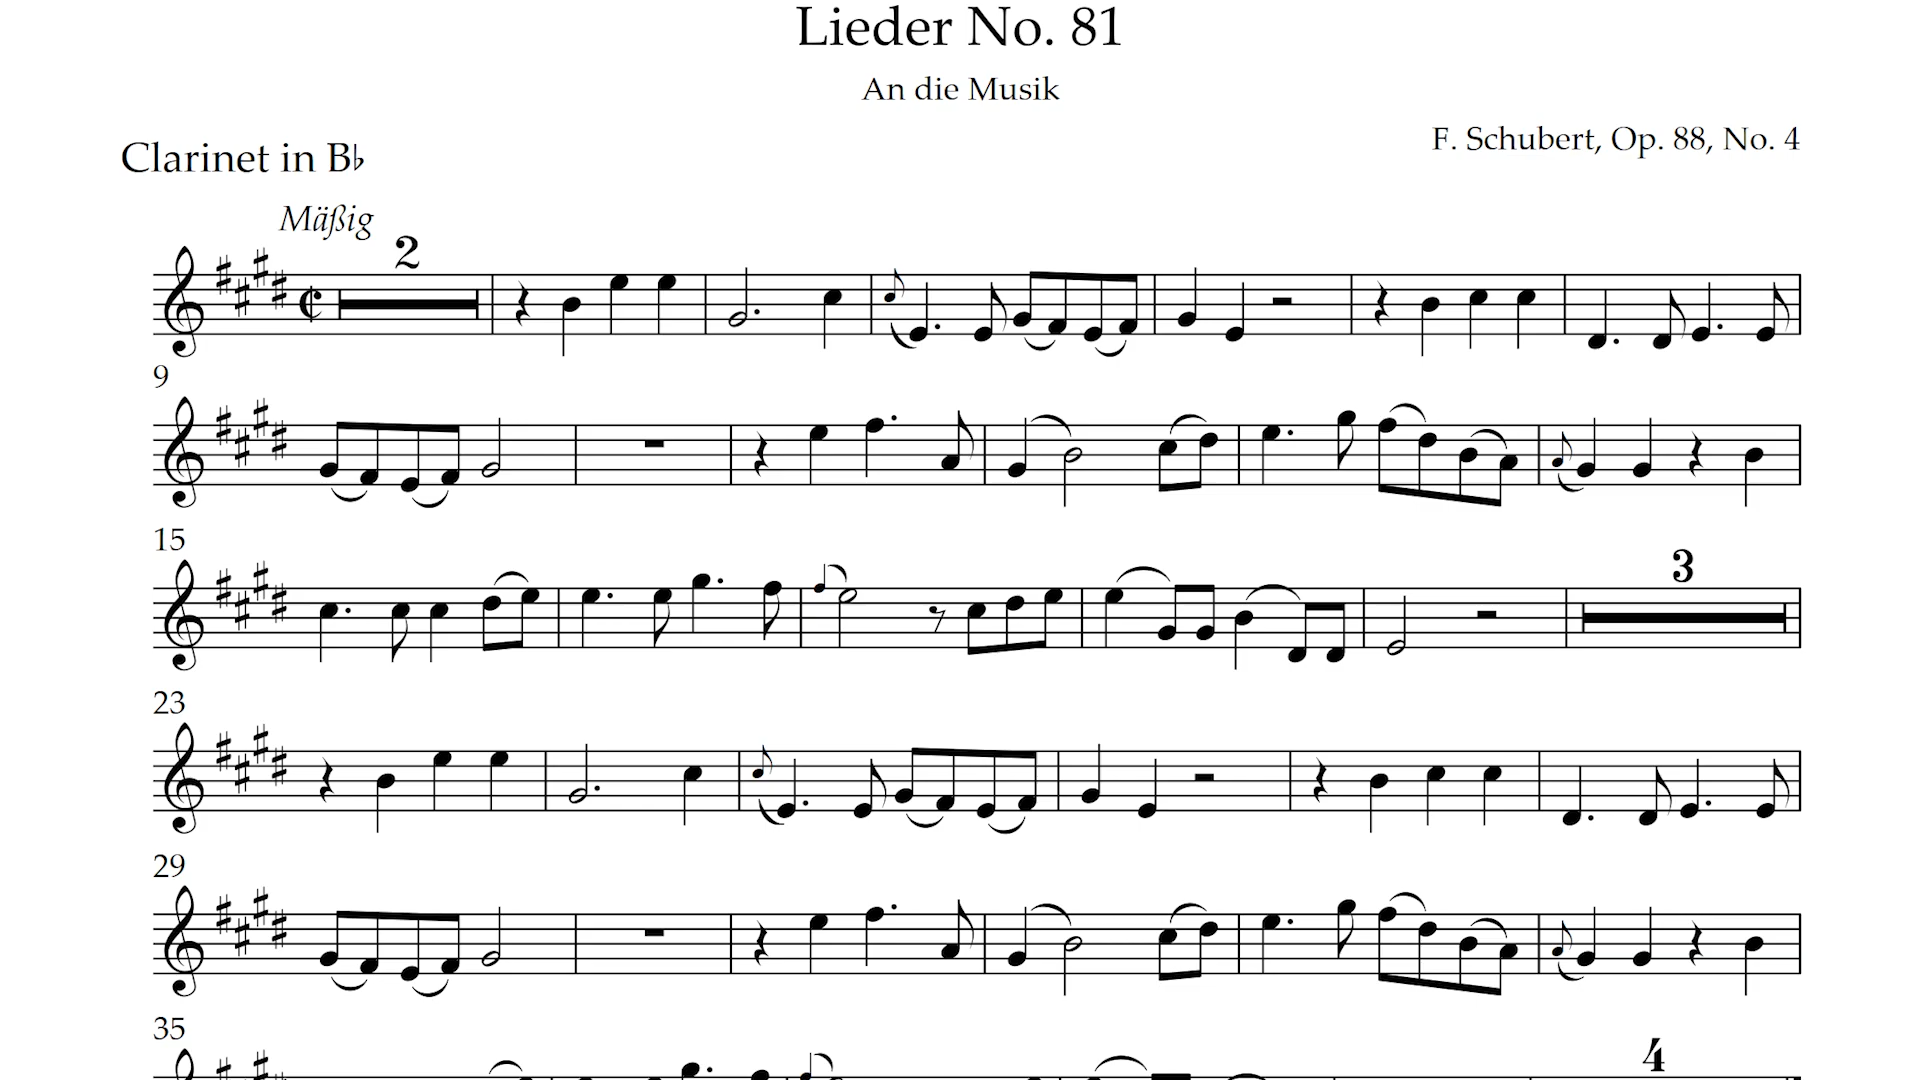 Lieder No. 81
An die Musik
F. Schubert, Op. 88, No. 4
Clarinet in B♭
Mäßig
2
9
15
3
23
29
35
4